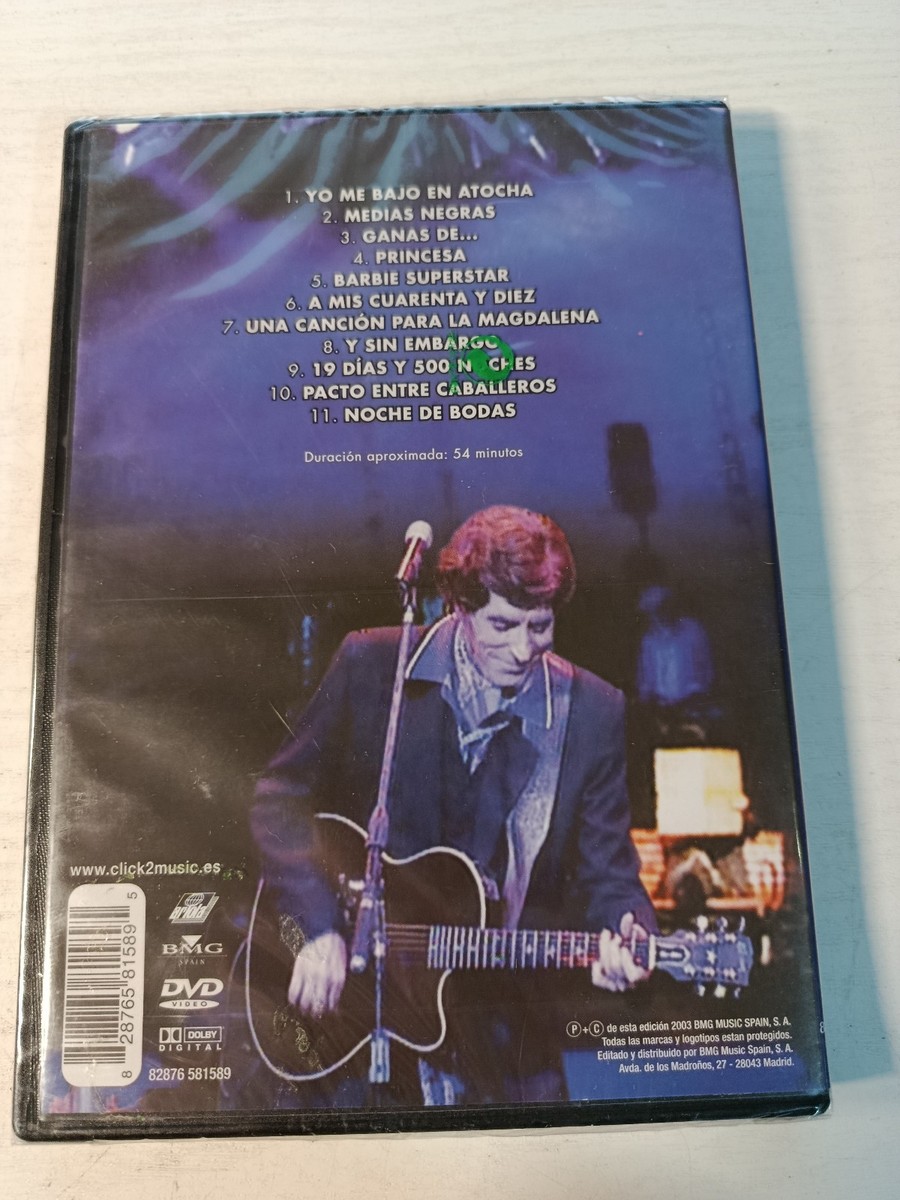 1. YO ME BAJO EN ATOCHA
2. MEDIAS NEGRAS
3. GANAS DE...
4. PRINCESA
5. BARBIE SUPERSTAR
6. A MIS CUARENTA Y DIEZ
7. UNA CANCIÓN PARA LA MAGDALENA
8. Y SIN EMBARGO
9. 19 DÍAS Y 500 NOCHES
10. PACTO ENTRE CABALLEROS
11. NOCHE DE BODAS
Duración aproximada: 54 minutos
www.click2music.es
ariola
BMG
SPAIN
DVD
VIDEO
DOLBY
DIGITAL
8 28765 81589 5
82876 581589
P + C de esta edición 2003 BMG MUSIC SPAIN, S. A.
Todas las marcas y logotipos estan protegidos.
Editado y distribuido por BMG Music Spain, S. A.
Avda. de los Madroños, 27 - 28043 Madrid.